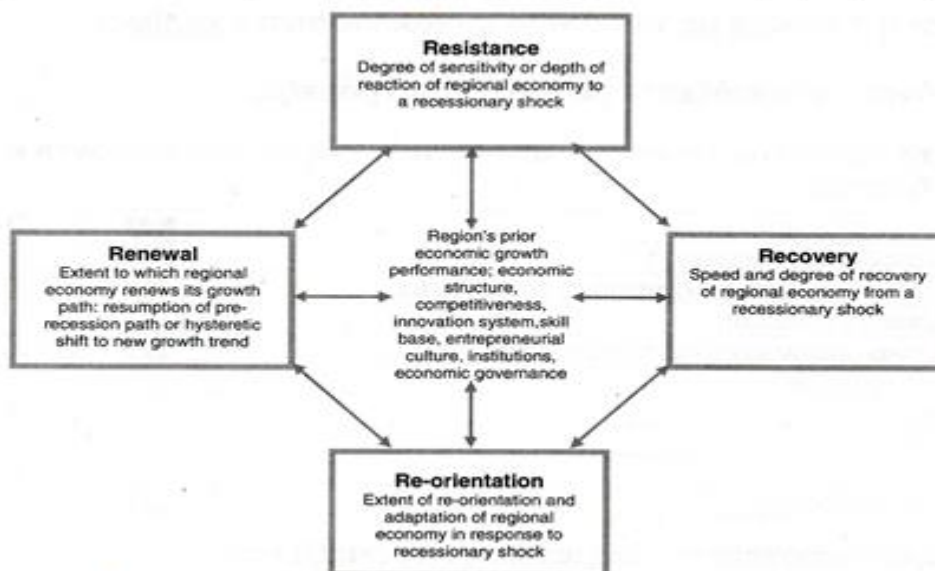 Resistance
Degree of sensitivity or depth of
reaction of regional economy to
a recessionary shock
Renewal
Extent to which regional
economy renews its growth
path: resumption of pre-
recession path or hysteretic
shift to new growth trend
Region's prior
economic growth
performance; economic
structure,
competitiveness,
innovation system,skill
base, entrepreneurial
culture, institutions,
economic governance
Recovery
Speed and degree of recovery
of regional economy from a
recessionary shock
Re-orientation
Extent of re-orientation and
adaptation of regional
economy in response to
recessionary shock